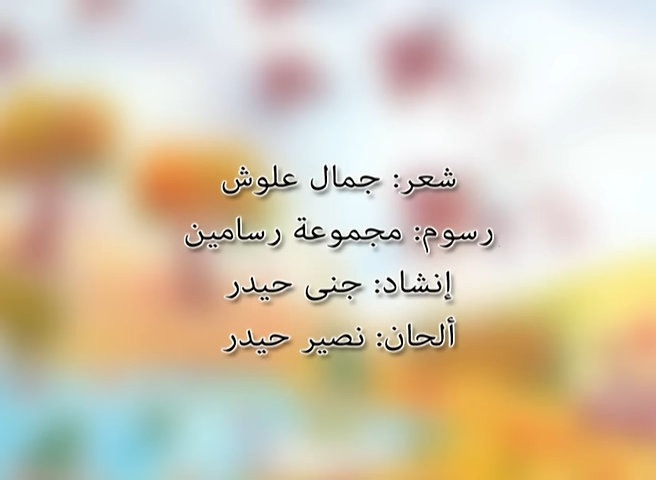 شعر: جمال علوش
رسوم: مجموعة رسامين
إنشاد: جنى حيدر
ألحان: نصير حيدر